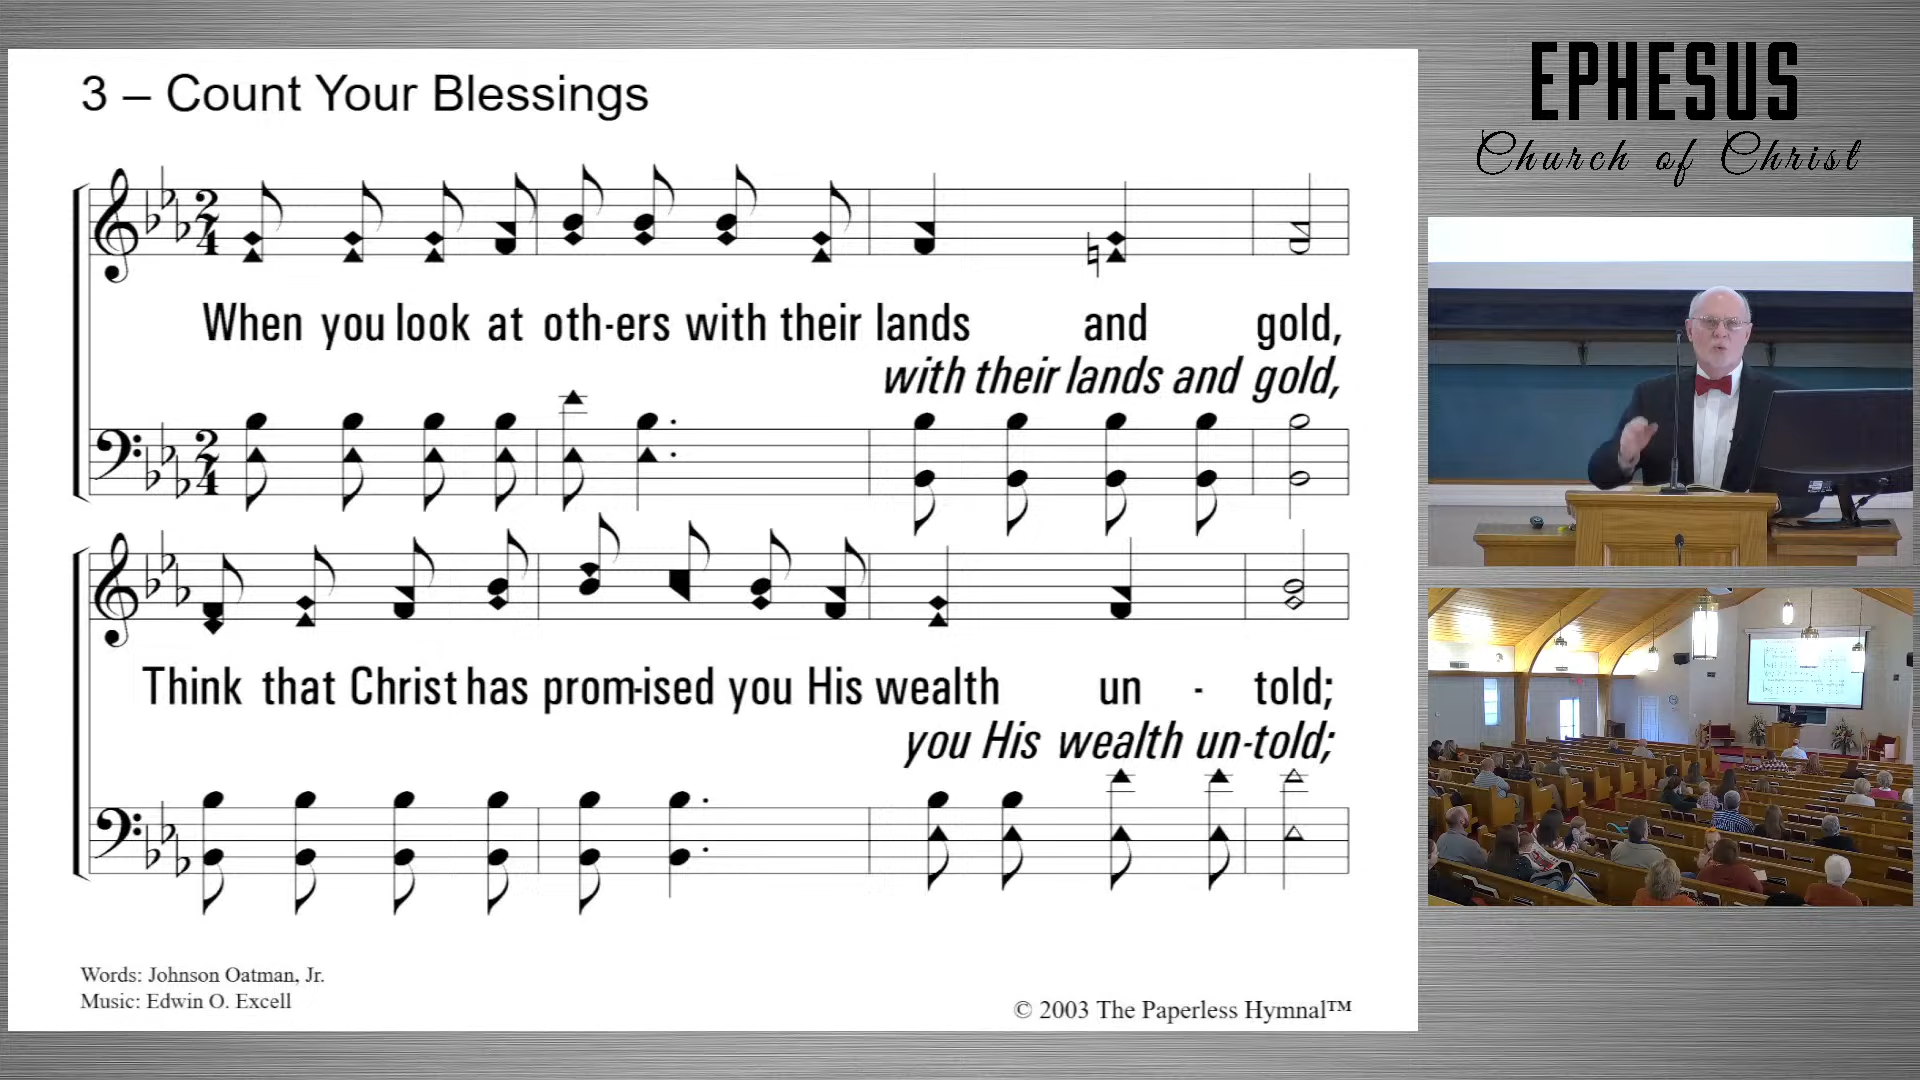 3 – Count Your Blessings
When you look at oth-ers with their lands and gold,
with their lands and gold,
Think that Christ has prom-ised you His wealth un - told;
you His wealth un-told;
Words: Johnson Oatman, Jr.
Music: Edwin O. Excell
© 2003 The Paperless Hymnal™
EPHESUS
Church of Christ